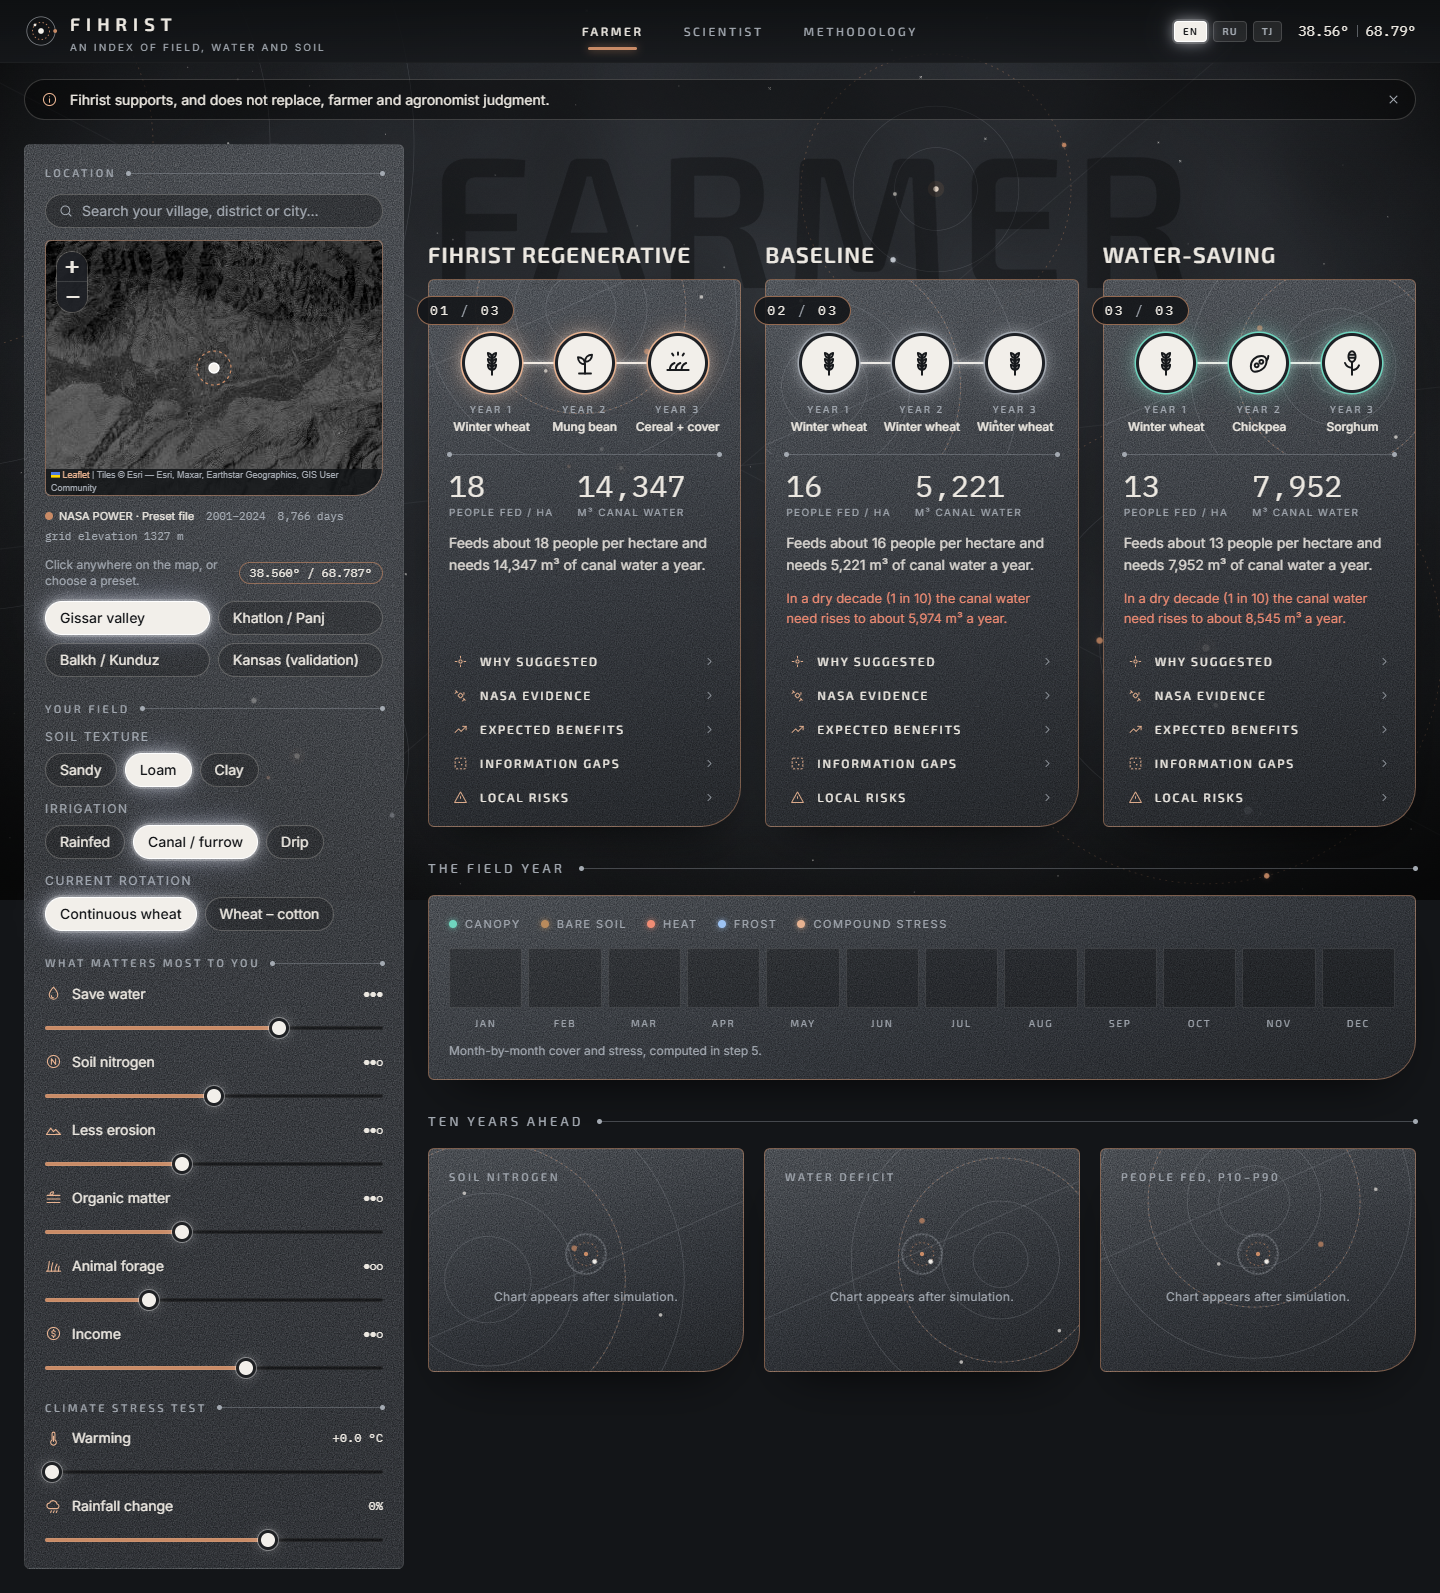 FIHRIST
AN INDEX OF FIELD, WATER AND SOIL
FARMER
SCIENTIST
METHODOLOGY
EN
RU
TJ
38.56° | 68.79°
Fihrist supports, and does not replace, farmer and agronomist judgment.
FARMER
LOCATION
Search your village, district or city...
+
−
Leaflet | Tiles © Esri — Esri, Maxar, Earthstar Geographics, GIS User
Community
NASA POWER · Preset file 2001–2024 8,766 days
grid elevation 1327 m
Click anywhere on the map, or
choose a preset.
38.560° / 68.787°
Gissar valley
Khatlon / Panj
Balkh / Kunduz
Kansas (validation)
YOUR FIELD
SOIL TEXTURE
Sandy
Loam
Clay
IRRIGATION
Rainfed
Canal / furrow
Drip
CURRENT ROTATION
Continuous wheat
Wheat – cotton
WHAT MATTERS MOST TO YOU
Save water
Soil nitrogen
Less erosion
Organic matter
Animal forage
Income
CLIMATE STRESS TEST
Warming +0.0 °C
Rainfall change 0%
FIHRIST REGENERATIVE
01 / 03
YEAR 1 YEAR 2 YEAR 3
Winter wheat Mung bean Cereal + cover
18 14,347
PEOPLE FED / HA M³ CANAL WATER
Feeds about 18 people per hectare and
needs 14,347 m³ of canal water a year.
WHY SUGGESTED
NASA EVIDENCE
EXPECTED BENEFITS
INFORMATION GAPS
LOCAL RISKS
BASELINE
02 / 03
YEAR 1 YEAR 2 YEAR 3
Winter wheat Winter wheat Winter wheat
16 5,221
PEOPLE FED / HA M³ CANAL WATER
Feeds about 16 people per hectare and
needs 5,221 m³ of canal water a year.
In a dry decade (1 in 10) the canal water
need rises to about 5,974 m³ a year.
WHY SUGGESTED
NASA EVIDENCE
EXPECTED BENEFITS
INFORMATION GAPS
LOCAL RISKS
WATER-SAVING
03 / 03
YEAR 1 YEAR 2 YEAR 3
Winter wheat Chickpea Sorghum
13 7,952
PEOPLE FED / HA M³ CANAL WATER
Feeds about 13 people per hectare and
needs 7,952 m³ of canal water a year.
In a dry decade (1 in 10) the canal water
need rises to about 8,545 m³ a year.
WHY SUGGESTED
NASA EVIDENCE
EXPECTED BENEFITS
INFORMATION GAPS
LOCAL RISKS
THE FIELD YEAR
CANOPY BARE SOIL HEAT FROST COMPOUND STRESS
JAN FEB MAR APR MAY JUN JUL AUG SEP OCT NOV DEC
Month-by-month cover and stress, computed in step 5.
TEN YEARS AHEAD
SOIL NITROGEN
Chart appears after simulation.
WATER DEFICIT
Chart appears after simulation.
PEOPLE FED, P10–P90
Chart appears after simulation.